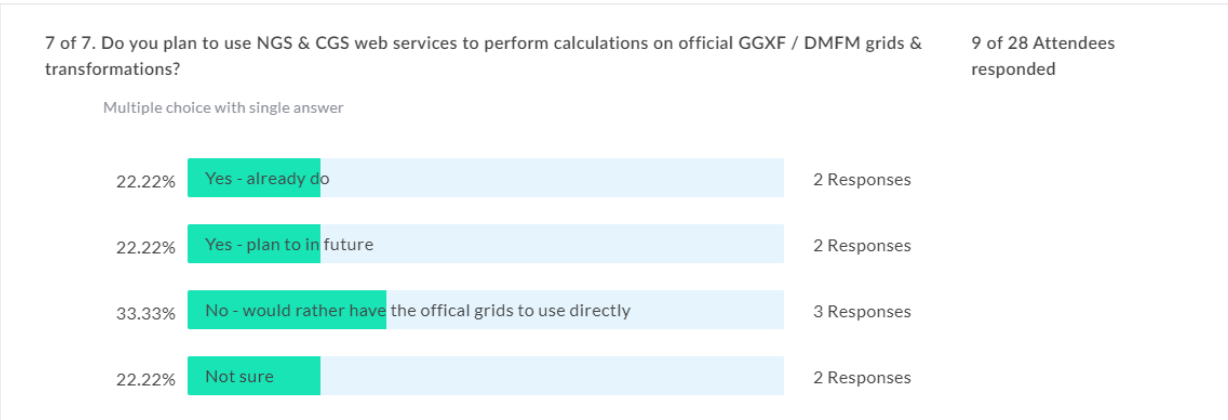 7 of 7. Do you plan to use NGS & CGS web services to perform calculations on official GGXF / DMFM grids &
transformations?
9 of 28 Attendees
responded
Multiple choice with single answer
22.22% Yes - already do 2 Responses
22.22% Yes - plan to in future 2 Responses
33.33% No - would rather have the offical grids to use directly 3 Responses
22.22% Not sure 2 Responses